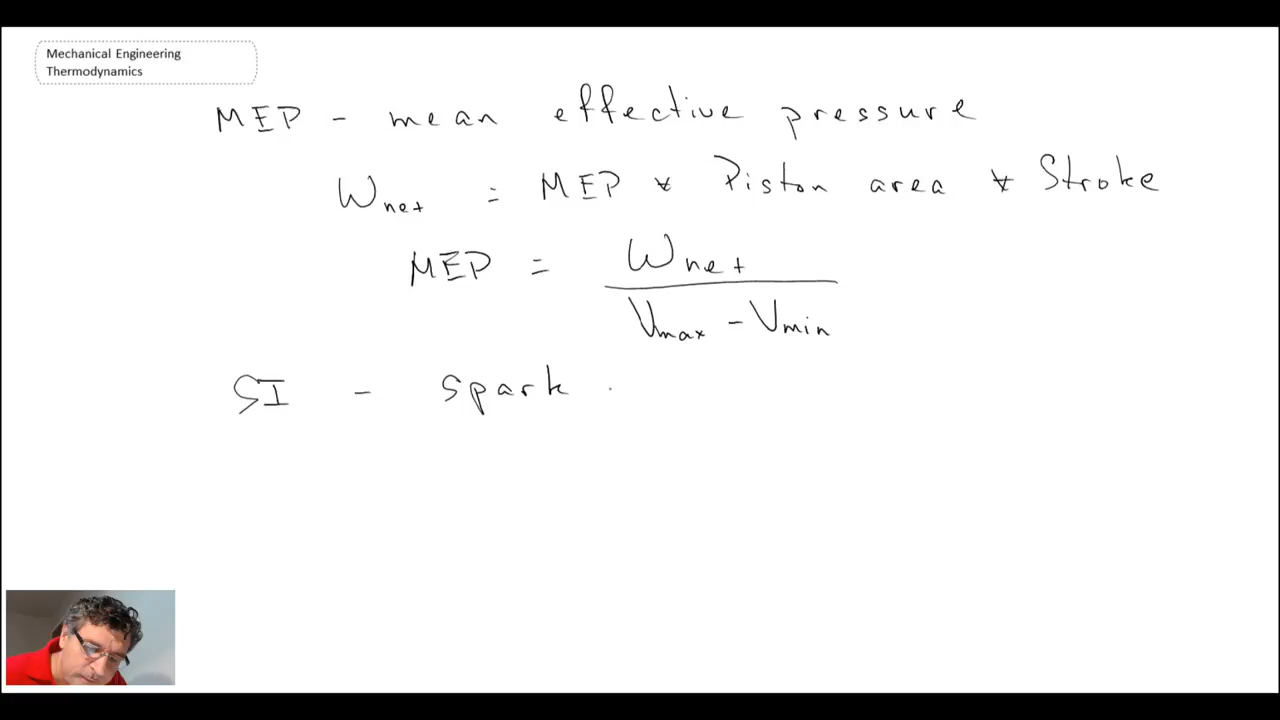 Mechanical Engineering
Thermodynamics
MEP - mean effective pressure
Wnet = MEP * Piston area * Stroke
MEP = Wnet
Vmax - Vmin
SI - Spark